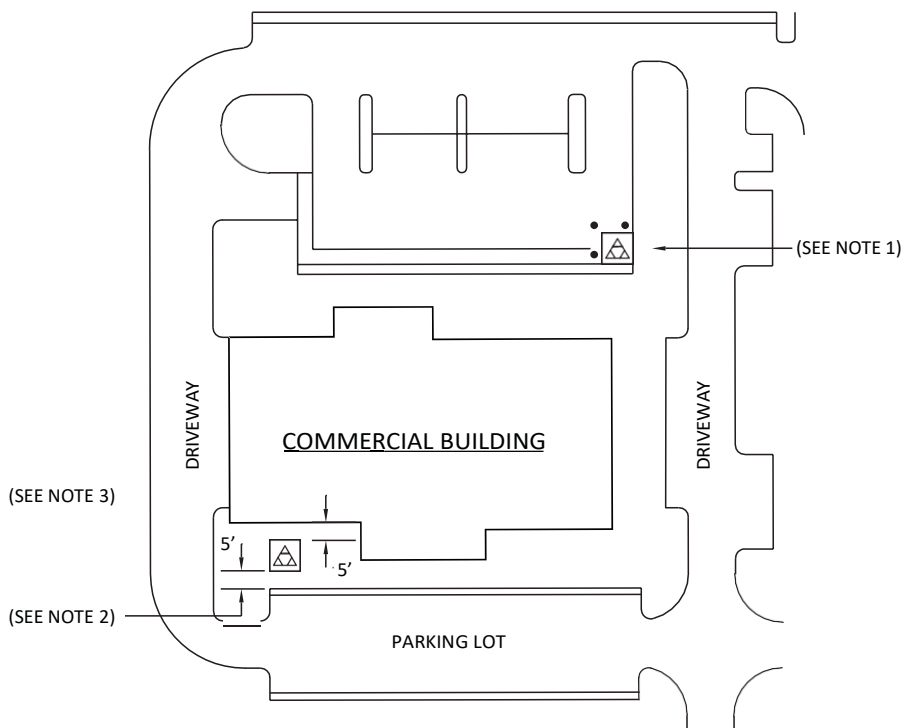 (SEE NOTE 1)
DRIVEWAY
DRIVEWAY
COMMERCIAL BUILDING
(SEE NOTE 3)
5'
5'
(SEE NOTE 2)
PARKING LOT